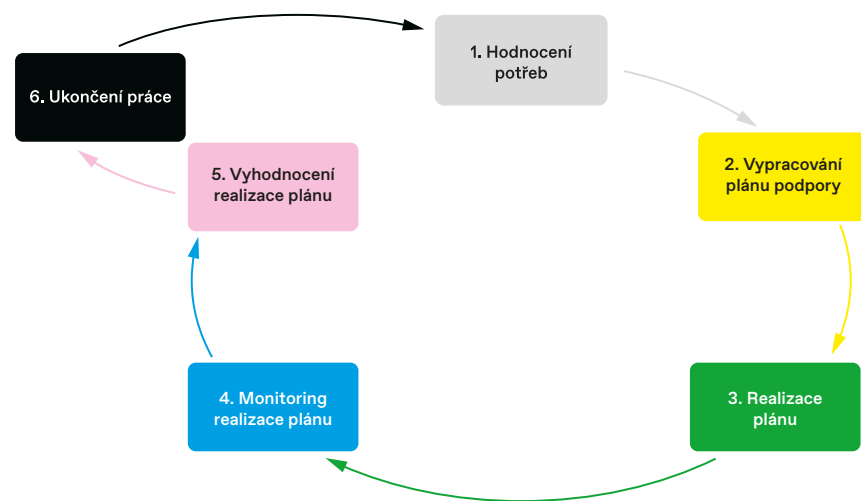 1. Hodnocení
potřeb
2. Vypracování
plánu podpory
3. Realizace
plánu
4. Monitoring
realizace plánu
5. Vyhodnocení
realizace plánu
6. Ukončení práce